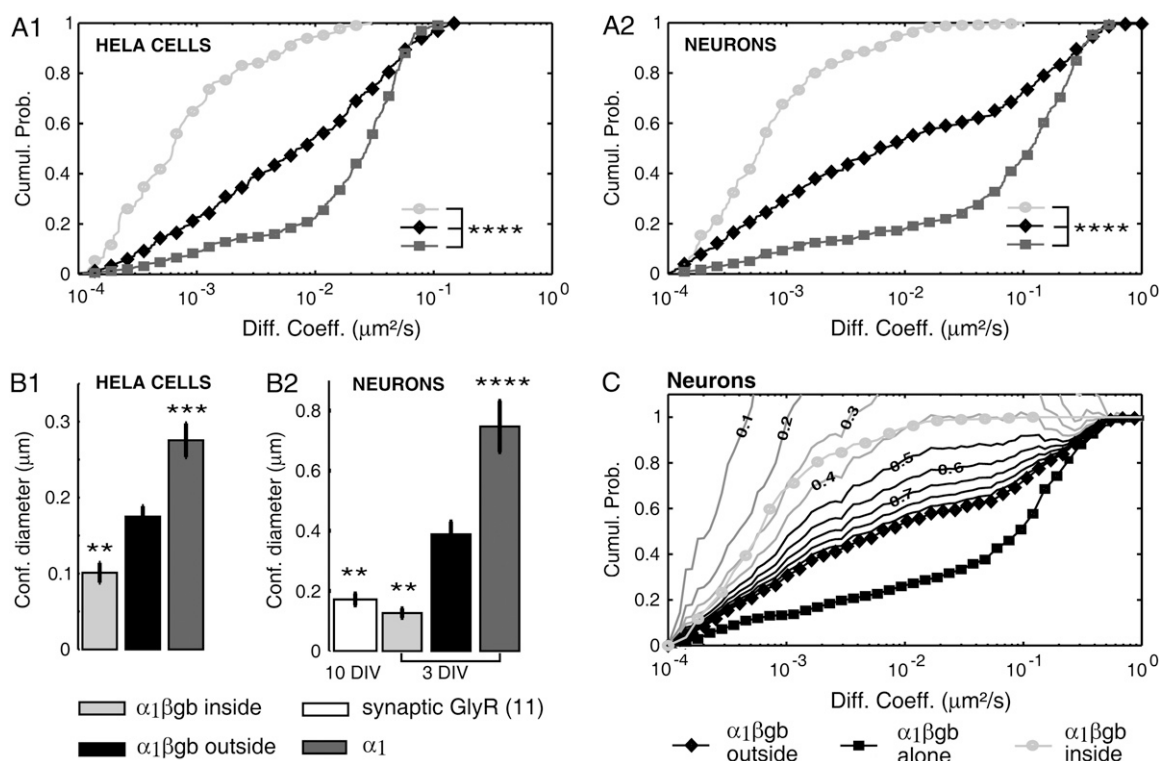 A1 HELA CELLS
Cumul. Prob.
1
0.8
0.6
0.4
0.2
0
****
10⁻⁴ 10⁻³ 10⁻² 10⁻¹ 10⁰
Diff. Coeff. (μm²/s)
A2 NEURONS
Cumul. Prob.
1
0.8
0.6
0.4
0.2
0
****
10⁻⁴ 10⁻³ 10⁻² 10⁻¹ 10⁰
Diff. Coeff. (μm²/s)
B1 HELA CELLS
Conf. diameter (μm)
0.3
0.2
0.1
0
**
***
B2 NEURONS
Conf. diameter (μm)
0.8
0.6
0.4
0.2
0
**
**
****
10 DIV 3 DIV
α1βgb inside
synaptic GlyR (11)
α1βgb outside
α1
C Neurons
Cumul. Prob.
1
0.8
0.6
0.4
0.2
0
0.1
0.2
0.3
0.4
0.5
0.6
0.7
10⁻⁴ 10⁻³ 10⁻² 10⁻¹ 10⁰
Diff. Coeff. (μm²/s)
α1βgb outside
α1βgb alone
α1βgb inside